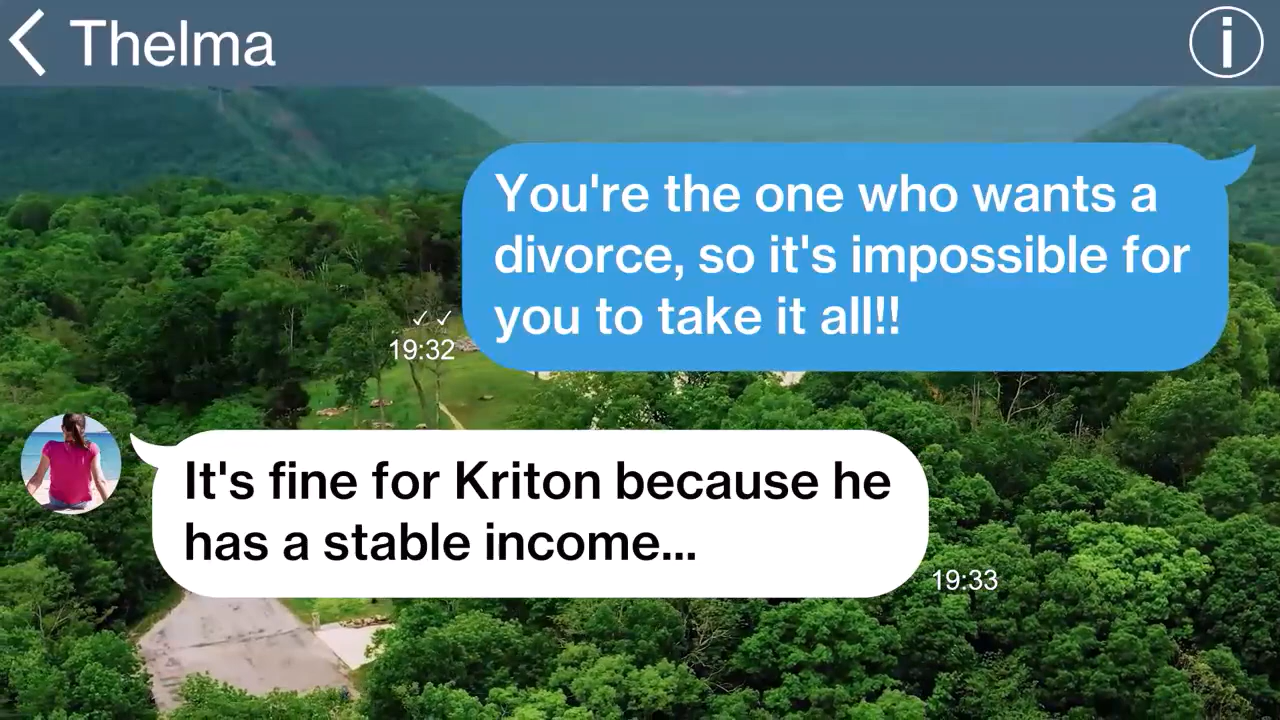 Thelma
i
You're the one who wants a
divorce, so it's impossible for
you to take it all!!
✓✓
19:32
It's fine for Kriton because he
has a stable income...
19:33